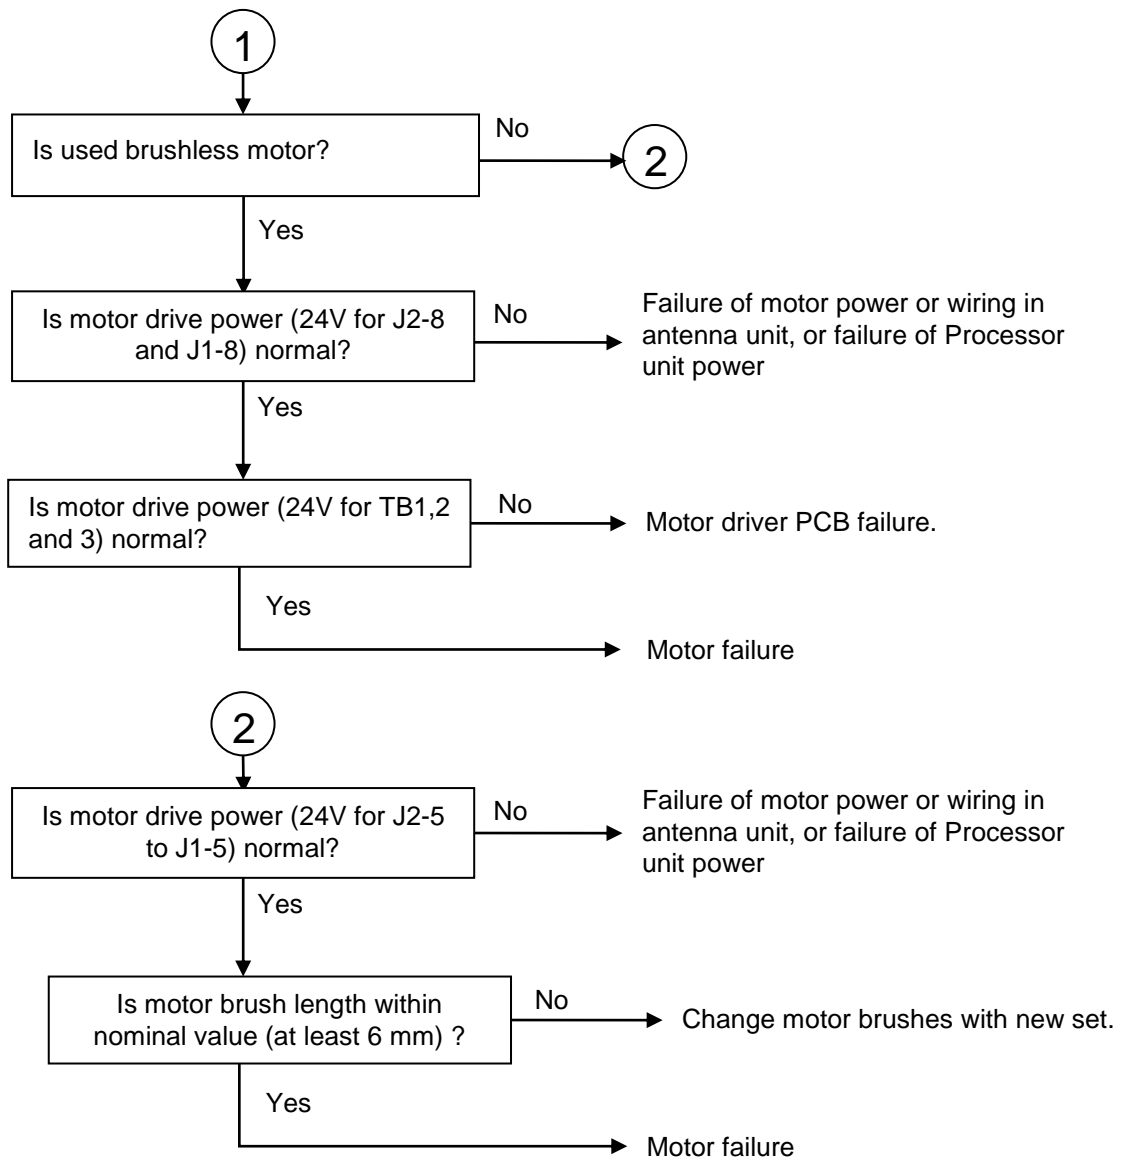 1
Is used brushless motor?
No
2
Yes
Is motor drive power (24V for J2-8
and J1-8) normal?
No
Failure of motor power or wiring in
antenna unit, or failure of Processor
unit power
Yes
Is motor drive power (24V for TB1,2
and 3) normal?
No
Motor driver PCB failure.
Yes
Motor failure
2
Is motor drive power (24V for J2-5
to J1-5) normal?
No
Failure of motor power or wiring in
antenna unit, or failure of Processor
unit power
Yes
Is motor brush length within
nominal value (at least 6 mm) ?
No
Change motor brushes with new set.
Yes
Motor failure